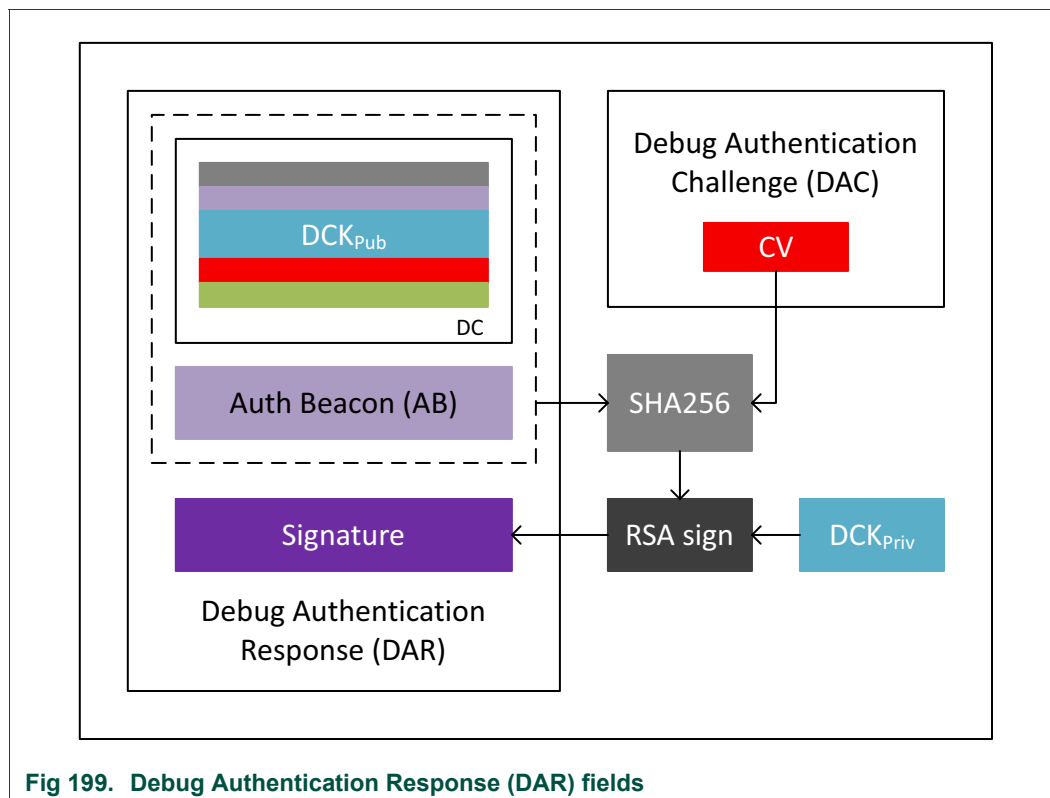 DCKPub
DC
Auth Beacon (AB)
Signature
Debug Authentication
Response (DAR)
Debug Authentication
Challenge (DAC)
CV
SHA256
RSA sign
DCKPriv
Fig 199. Debug Authentication Response (DAR) fields